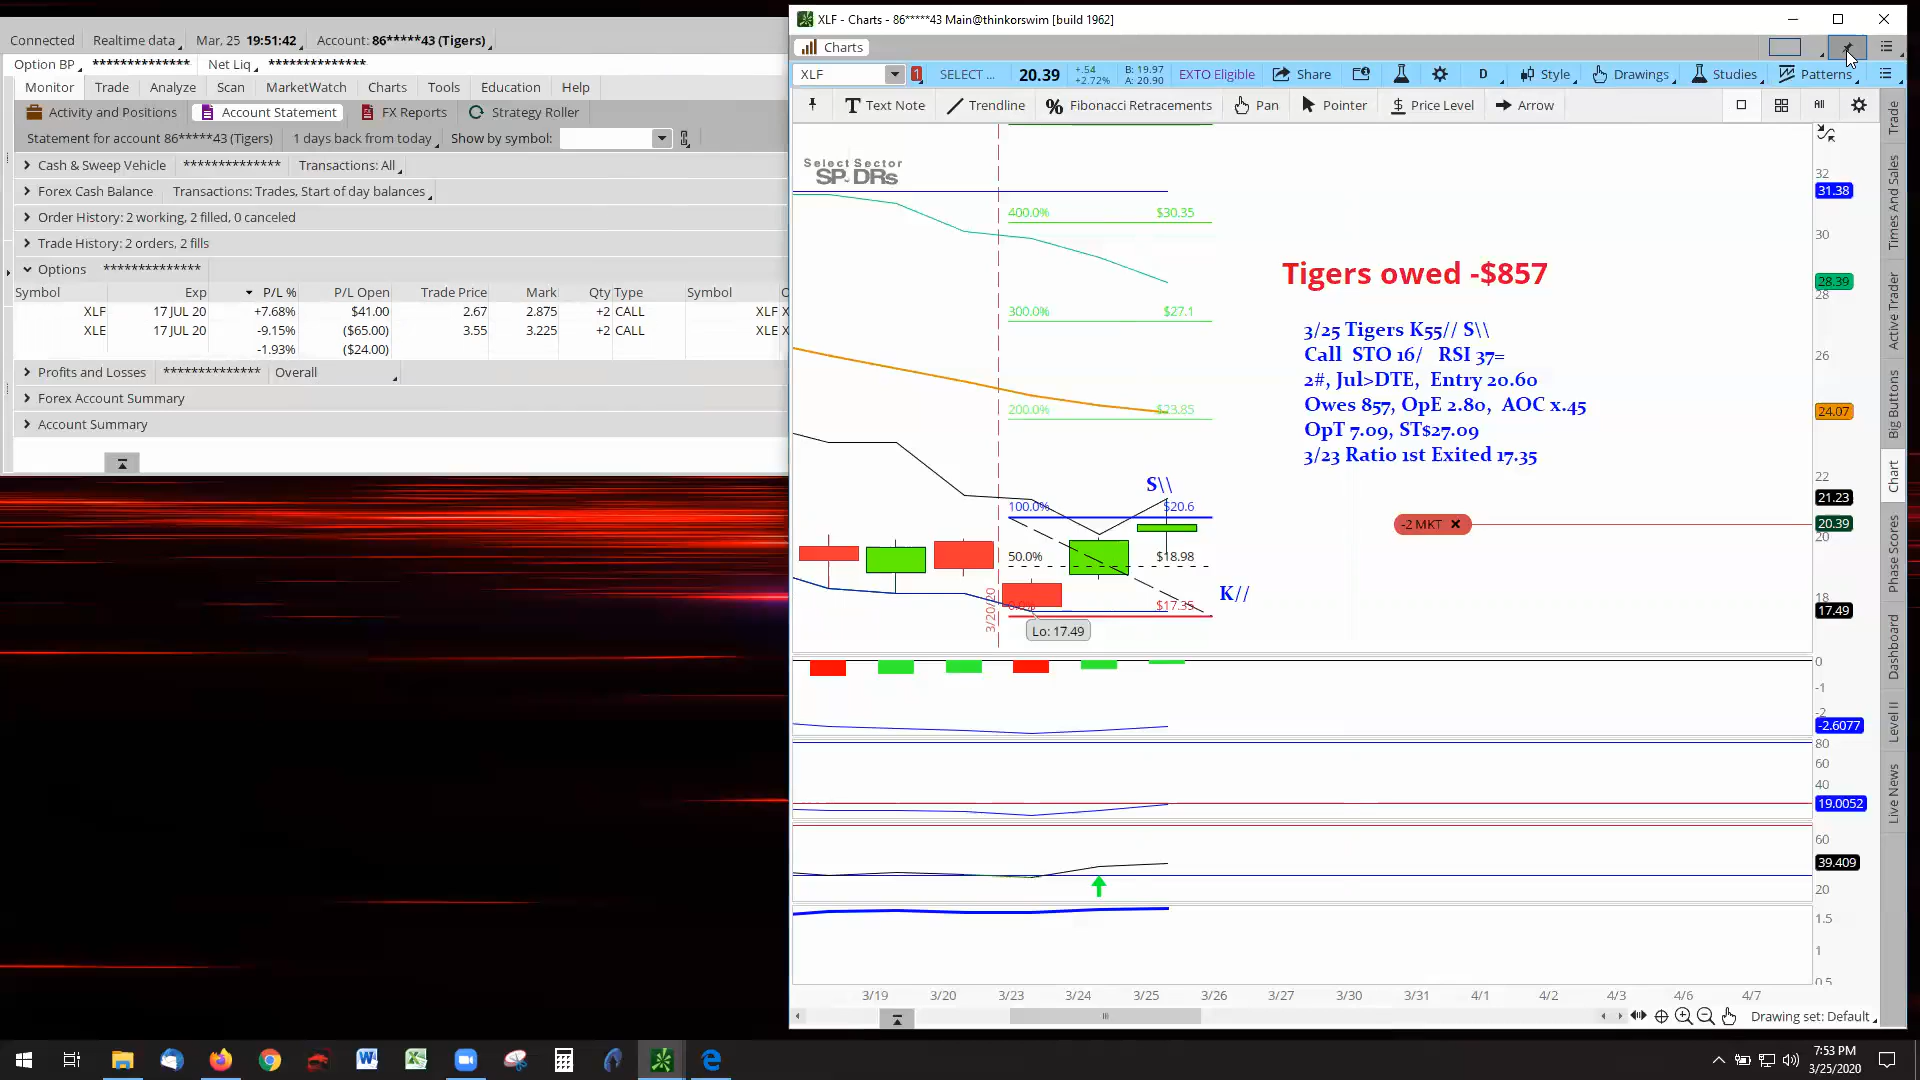 Connected Realtime data Mar, 25 19:51:42 Account: 86*****43 (Tigers)
Option BP ************** Net Liq **************
Monitor Trade Analyze Scan MarketWatch Charts Tools Education Help
Activity and Positions Account Statement FX Reports Strategy Roller
Statement for account 86*****43 (Tigers) 1 days back from today Show by symbol:
Cash & Sweep Vehicle ************** Transactions: All
Forex Cash Balance Transactions: Trades, Start of day balances
Order History: 2 working, 2 filled, 0 canceled
Trade History: 2 orders, 2 fills
Options **************
Symbol Exp P/L % P/L Open Trade Price Mark Qty Type Symbol
XLF 17 JUL 20 +7.68% $41.00 2.67 2.875 +2 CALL XLF X
XLE 17 JUL 20 -9.15% ($65.00) 3.55 3.225 +2 CALL XLE X
-1.93% ($24.00)
Profits and Losses ************** Overall
Forex Account Summary
Account Summary
XLF - Charts - 86*****43 Main@thinkorswim [build 1962]
Charts
XLF 1 SELECT ... 20.39 +.54 +2.72% B: 19.97 A: 20.90 EXTO Eligible Share D Style Drawings Studies Patterns
Text Note Trendline % Fibonacci Retracements Pan Pointer $ Price Level Arrow All
Select Sector
SPDRs
400.0% $30.35
300.0% $27.1
200.0% $23.85
100.0% $20.6
50.0% $18.98
0.0% $17.35
3/20/20
Lo: 17.49
S\\
K//
Tigers owed -$857
3/25 Tigers K55// S\\
Call STO 16/ RSI 37=
2#, Jul>DTE, Entry 20.60
Owes 857, OpE 2.80, AOC x.45
OpT 7.09, ST$27.09
3/23 Ratio 1st Exited 17.35
-2 MKT
32
31.38
30
28.39
28
26
24.07
22
21.23
20.39
20
18
17.49
0
-1
-2
-2.6077
80
60
40
19.0052
60
39.409
20
1.5
1
0.5
3/19 3/20 3/23 3/24 3/25 3/26 3/27 3/30 3/31 4/1 4/2 4/3 4/6 4/7
Drawing set: Default
Trade
Times And Sales
Active Trader
Big Buttons
Chart
Phase Scores
Dashboard
Level II
Live News
7:53 PM
3/25/2020